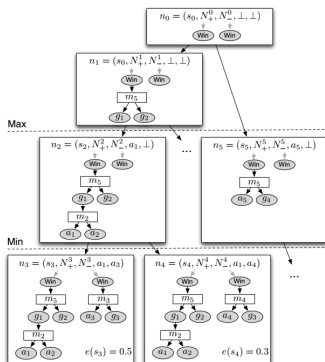 n₀ = (s₀, N₊⁰, N₋⁰, ⊥, ⊥)
Win Win
n₁ = (s₀, N₊¹, N₋¹, ⊥, ⊥)
Win Win
m₅
g₁ g₂
Max
n₂ = (s₂, N₊², N₋², a₁, ⊥)
Win Win
m₅
g₁ g₂
m₂
a₁ a₂
...
n₅ = (s₅, N₊⁵, N₋⁵, a₅, ⊥)
Win Win
m₅
a₅ g₄
Min
n₃ = (s₃, N₊³, N₋³, a₁, a₃)
Win Win
m₅ m₃
g₁ g₂ a₃ g₃
m₂
a₁ a₂
e(s₃) = 0.5
n₄ = (s₄, N₊⁴, N₋⁴, a₁, a₄)
Win Win
m₅ m₄
g₁ g₂ a₄ g₃
m₂
a₁ a₂
e(s₄) = 0.3
...